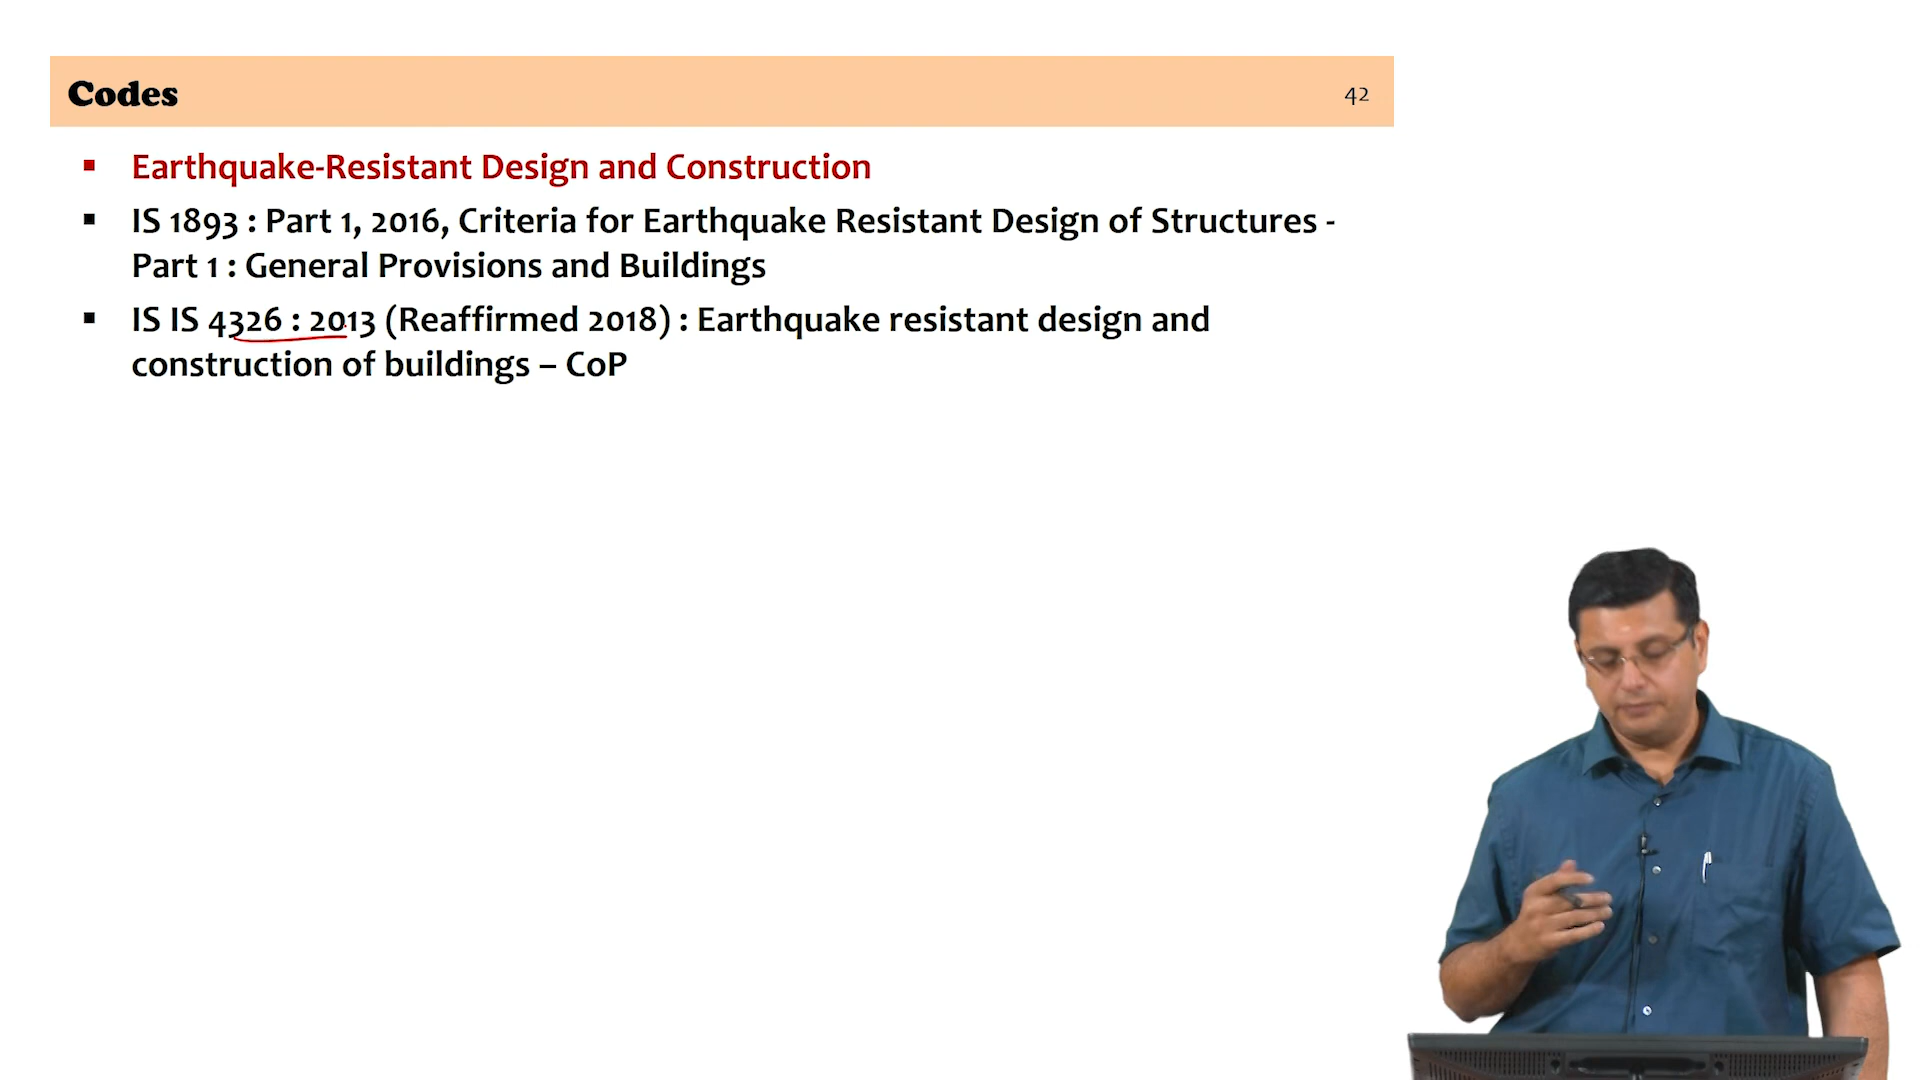 Codes
42
Earthquake-Resistant Design and Construction
IS 1893 : Part 1, 2016, Criteria for Earthquake Resistant Design of Structures -
Part 1 : General Provisions and Buildings
IS IS 4326 : 2013 (Reaffirmed 2018) : Earthquake resistant design and
construction of buildings – CoP